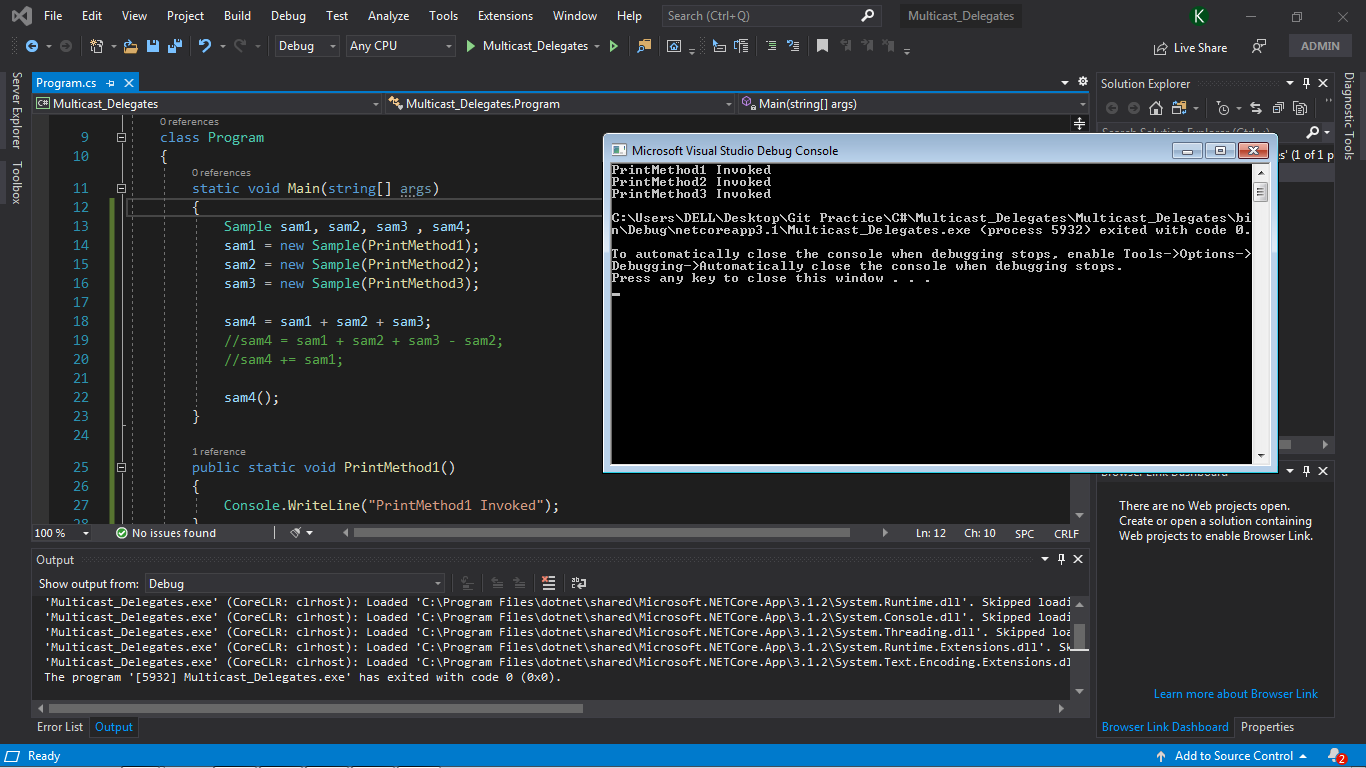 File Edit View Project Build Debug Test Analyze Tools Extensions Window Help Search (Ctrl+Q) Multicast_Delegates K
Debug Any CPU Multicast_Delegates Live Share ADMIN
Server Explorer
Toolbox
Program.cs
Multicast_Delegates Multicast_Delegates.Program Main(string[] args)
0 references
9 class Program
10 {
0 references
11 static void Main(string[] args)
12 {
13 Sample sam1, sam2, sam3 , sam4;
14 sam1 = new Sample(PrintMethod1);
15 sam2 = new Sample(PrintMethod2);
16 sam3 = new Sample(PrintMethod3);
17
18 sam4 = sam1 + sam2 + sam3;
19 //sam4 = sam1 + sam2 + sam3 - sam2;
20 //sam4 += sam1;
21
22 sam4();
23 }
24
1 reference
25 public static void PrintMethod1()
26 {
27 Console.WriteLine("PrintMethod1 Invoked");
28 }
100 % No issues found Ln: 12 Ch: 10 SPC CRLF
Microsoft Visual Studio Debug Console
PrintMethod1 Invoked
PrintMethod2 Invoked
PrintMethod3 Invoked
C:\Users\DELL\Desktop\Git Practice\C#\Multicast_Delegates\Multicast_Delegates\bi
n\Debug\netcoreapp3.1\Multicast_Delegates.exe (process 5932) exited with code 0.
To automatically close the console when debugging stops, enable Tools->Options->
Debugging->Automatically close the console when debugging stops.
Press any key to close this window . . .
Solution Explorer
Search Solution Explorer (Ctrl+;)
' (1 of 1 p
Diagnostic Tools
Browser Link Dashboard
There are no Web projects open.
Create or open a solution containing
Web projects to enable Browser Link.
Learn more about Browser Link
Browser Link Dashboard Properties
Output
Show output from: Debug
'Multicast_Delegates.exe' (CoreCLR: clrhost): Loaded 'C:\Program Files\dotnet\shared\Microsoft.NETCore.App\3.1.2\System.Runtime.dll'. Skipped loadi
'Multicast_Delegates.exe' (CoreCLR: clrhost): Loaded 'C:\Program Files\dotnet\shared\Microsoft.NETCore.App\3.1.2\System.Console.dll'. Skipped loadi
'Multicast_Delegates.exe' (CoreCLR: clrhost): Loaded 'C:\Program Files\dotnet\shared\Microsoft.NETCore.App\3.1.2\System.Threading.dll'. Skipped loa
'Multicast_Delegates.exe' (CoreCLR: clrhost): Loaded 'C:\Program Files\dotnet\shared\Microsoft.NETCore.App\3.1.2\System.Runtime.Extensions.dll'. Sk
'Multicast_Delegates.exe' (CoreCLR: clrhost): Loaded 'C:\Program Files\dotnet\shared\Microsoft.NETCore.App\3.1.2\System.Text.Encoding.Extensions.dl
The program '[5932] Multicast_Delegates.exe' has exited with code 0 (0x0).
Error List Output
Ready Add to Source Control 2